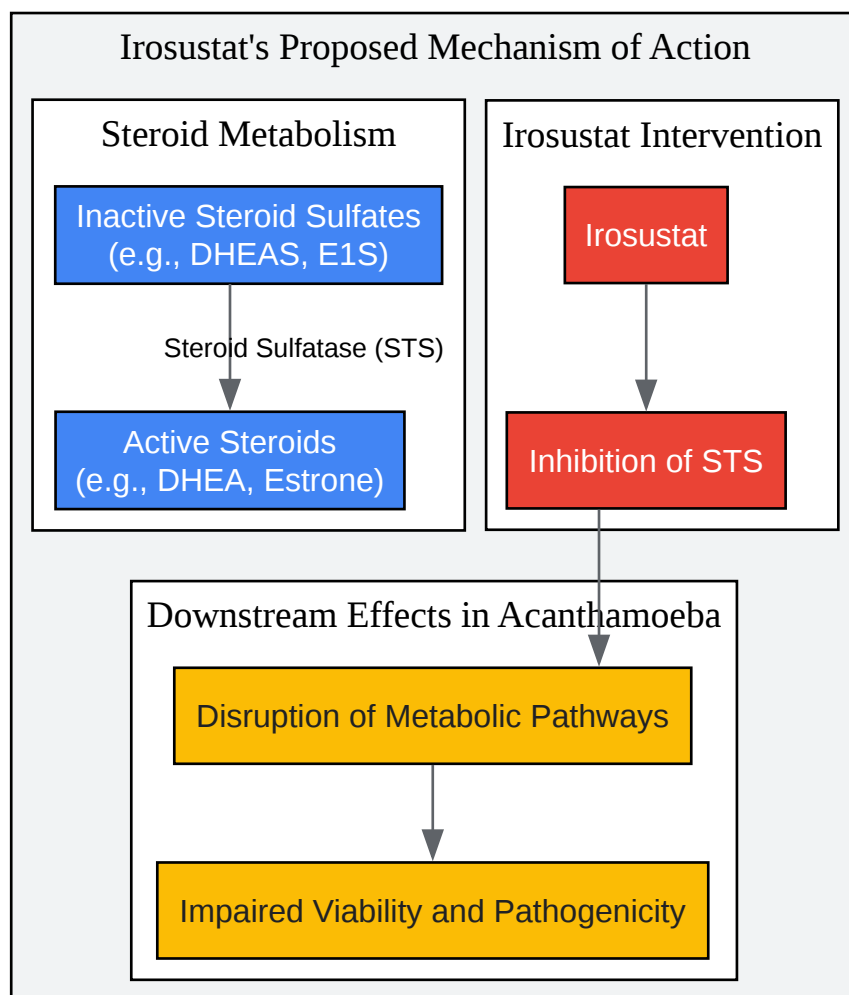 Irosustat's Proposed Mechanism of Action
Steroid Metabolism
Inactive Steroid Sulfates
(e.g., DHEAS, E1S)
Steroid Sulfatase (STS)
Active Steroids
(e.g., DHEA, Estrone)
Irosustat Intervention
Irosustat
Inhibition of STS
Downstream Effects in Acanthamoeba
Disruption of Metabolic Pathways
Impaired Viability and Pathogenicity